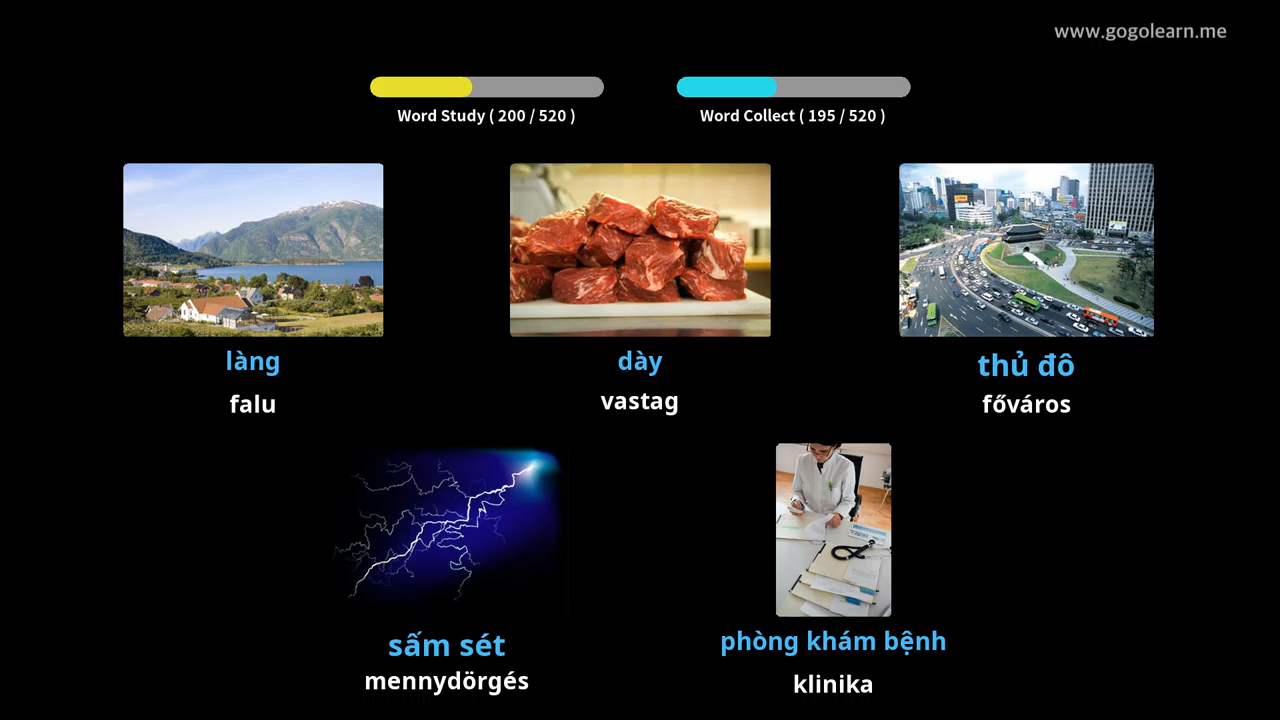 www.gogolearn.me
Word Study ( 200 / 520 )
Word Collect ( 195 / 520 )
làng
dày
thủ đô
falu
vastag
főváros
sấm sét
phòng khám bệnh
mennydörgés
klinika